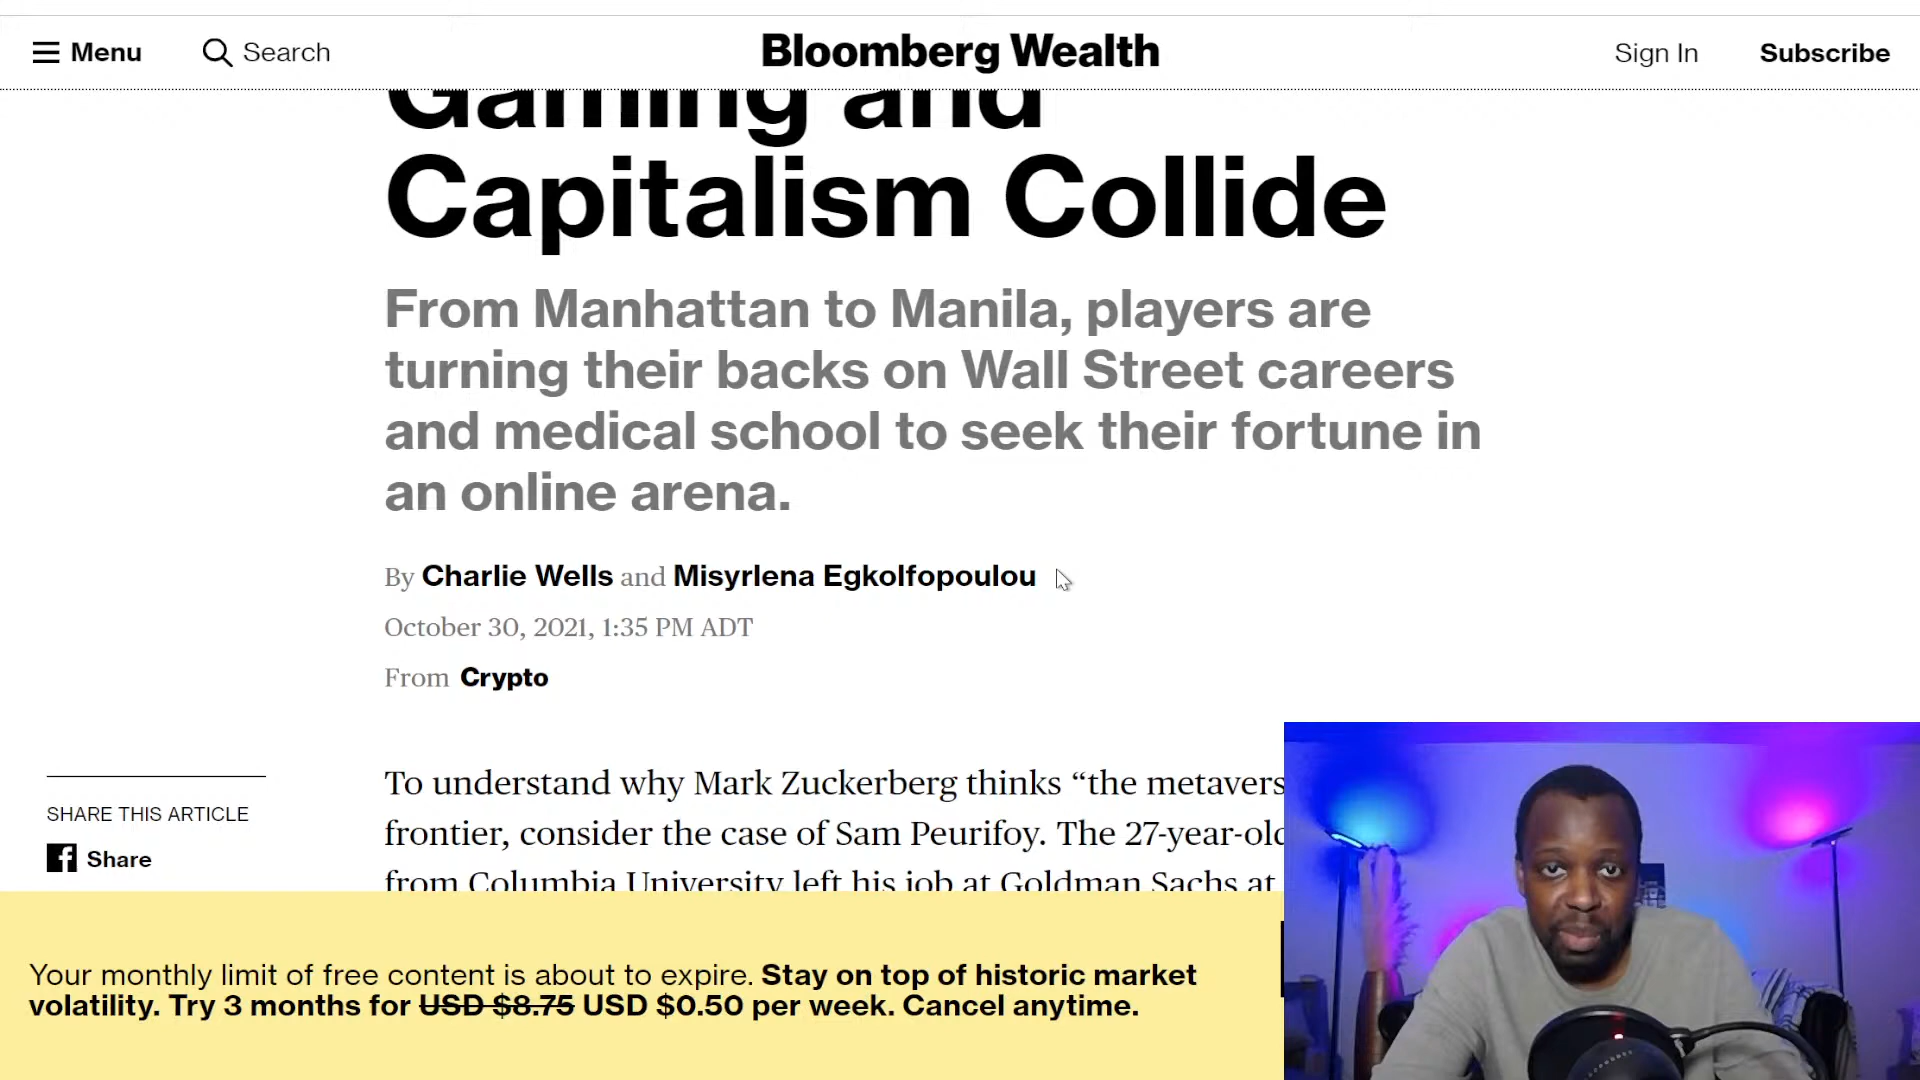 Menu
Search
Bloomberg Wealth
Sign In
Subscribe
Gaming and
Capitalism Collide
From Manhattan to Manila, players are
turning their backs on Wall Street careers
and medical school to seek their fortune in
an online arena.
By Charlie Wells and Misyrlena Egkolfopoulou
October 30, 2021, 1:35 PM ADT
From Crypto
SHARE THIS ARTICLE
Share
To understand why Mark Zuckerberg thinks “the metavers
frontier, consider the case of Sam Peurifoy. The 27-year-old
from Columbia University left his job at Goldman Sachs at
Your monthly limit of free content is about to expire. Stay on top of historic market
volatility. Try 3 months for USD $8.75 USD $0.50 per week. Cancel anytime.